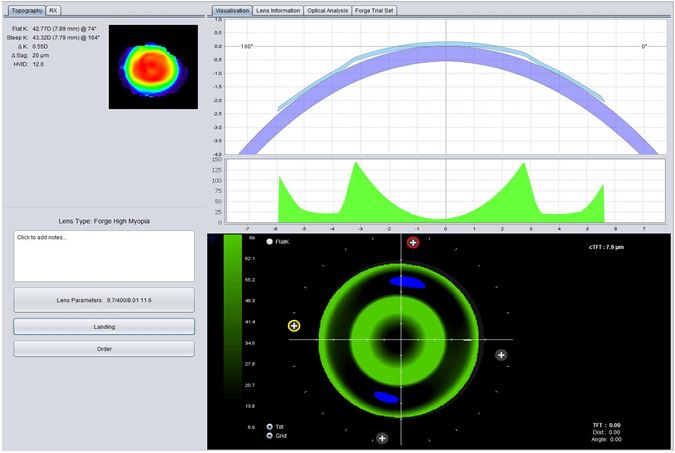 Topography RX
Flat K: 42.77D (7.89 mm) @ 74°
Steep K: 43.32D (7.79 mm) @ 164°
Δ K: 0.55D
Δ Sag: 20 µm
HVID: 12.0
Lens Type: Forge High Myopia
Click to add notes...
Lens Parameters: 9.7/400/8.01 11.6
Landing
Order
Visualisation Lens Information Optical Analysis Forge Trial Set
1.0
0.5
180° 0.0 0°
-0.5
-1.0
-1.5
-2.0
-2.5
-3.0
-3.5
-4.0
150
125
100
75
50
25
0
-7 -6 -5 -4 -3 -2 -1 0 1 2 3 4 5 6 7
69
62.1
55.2
48.3
41.4
34.5
27.6
20.7
13.8
6.9
FlatK
cTFT : 7.9 µm
Tilt
Grid
TFT : 0.00
Dist : 0.00
Angle: 0.00